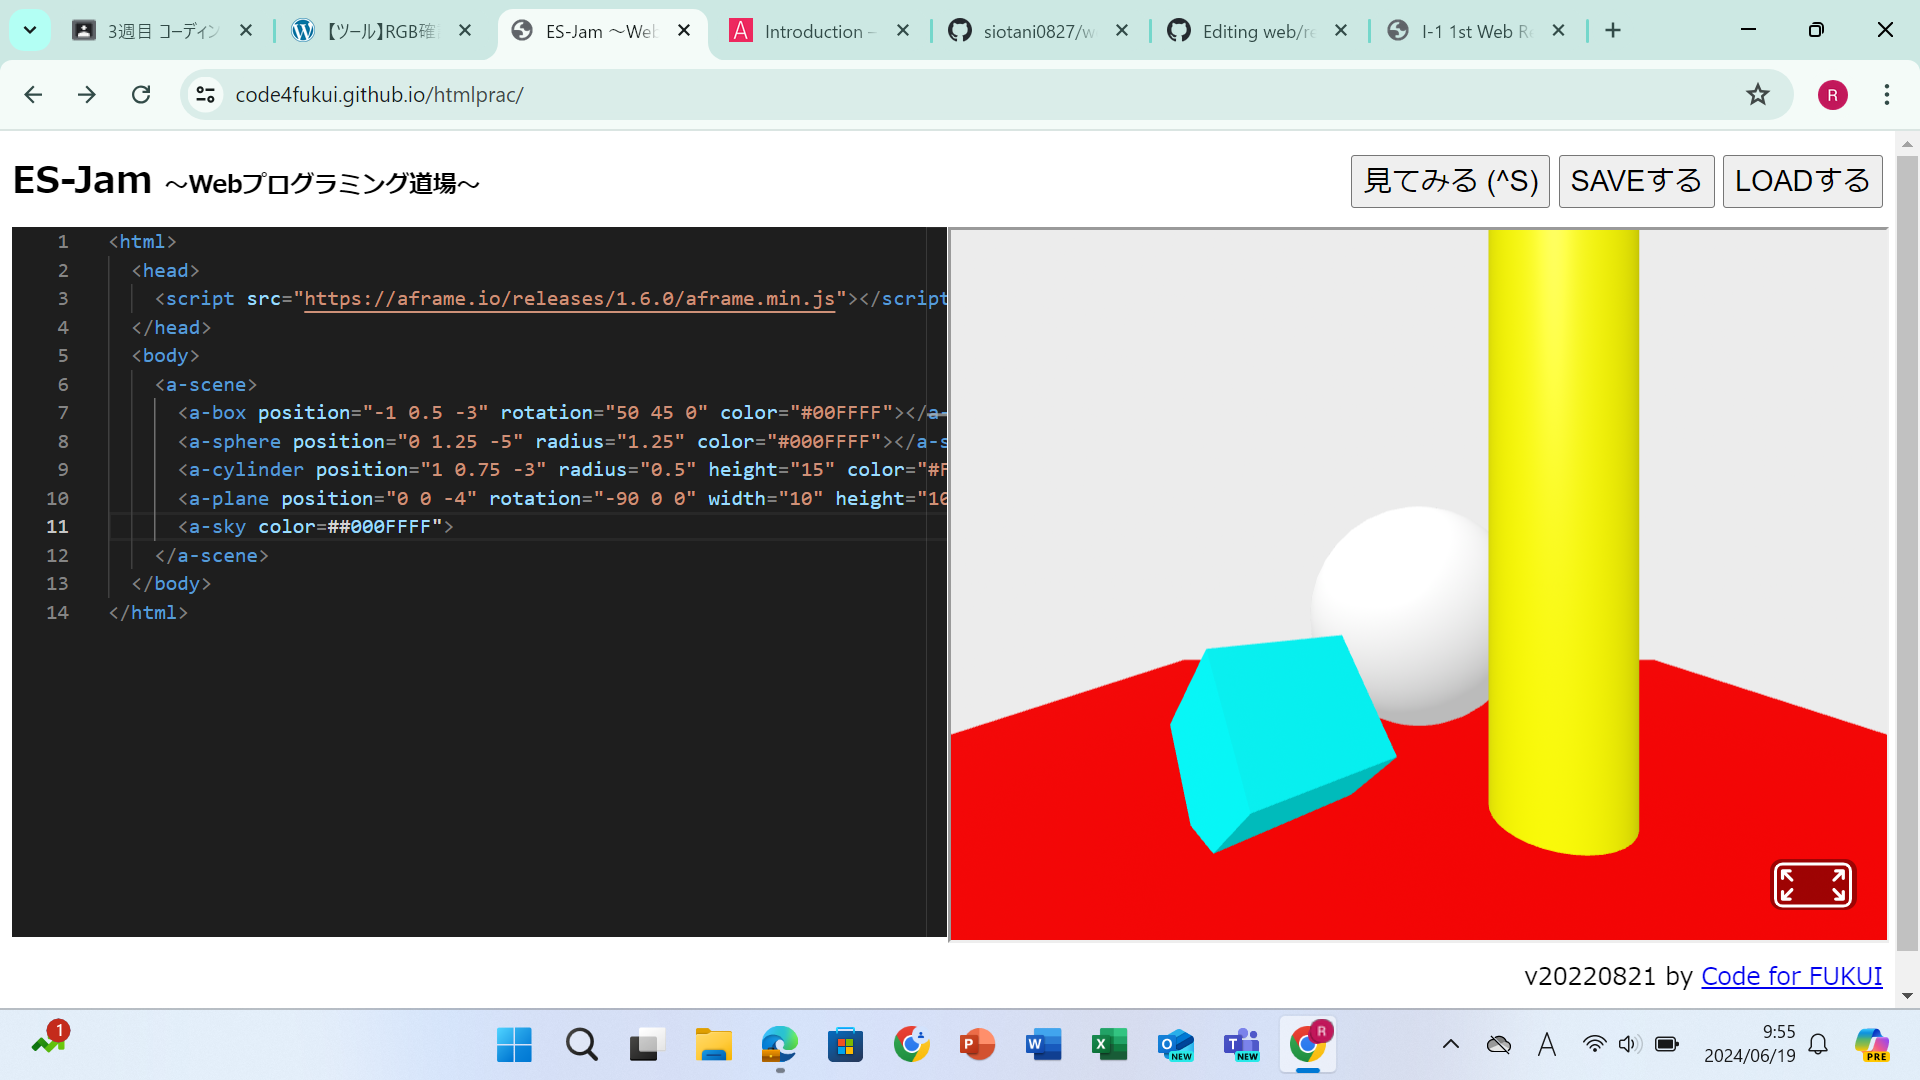 3週目 コーディン
【ツール】RGB確
ES-Jam ～Web
Introduction –
siotani0827/w
Editing web/re
I-1 1st Web Re
code4fukui.github.io/htmlprac/
R
ES-Jam ～Webプログラミング道場～
見てみる (^S) SAVEする LOADする
1 <html>
2 <head>
3 <script src="https://aframe.io/releases/1.6.0/aframe.min.js"></script
4 </head>
5 <body>
6 <a-scene>
7 <a-box position="-1 0.5 -3" rotation="50 45 0" color="#00FFFF"></a-
8 <a-sphere position="0 1.25 -5" radius="1.25" color="#000FFFF"></a-s
9 <a-cylinder position="1 0.75 -3" radius="0.5" height="15" color="#F
10 <a-plane position="0 0 -4" rotation="-90 0 0" width="10" height="10
11 <a-sky color=##000FFFF">
12 </a-scene>
13 </body>
14 </html>
v20220821 by Code for FUKUI
1
NEW
NEW
R
A
9:55
2024/06/19
PRE